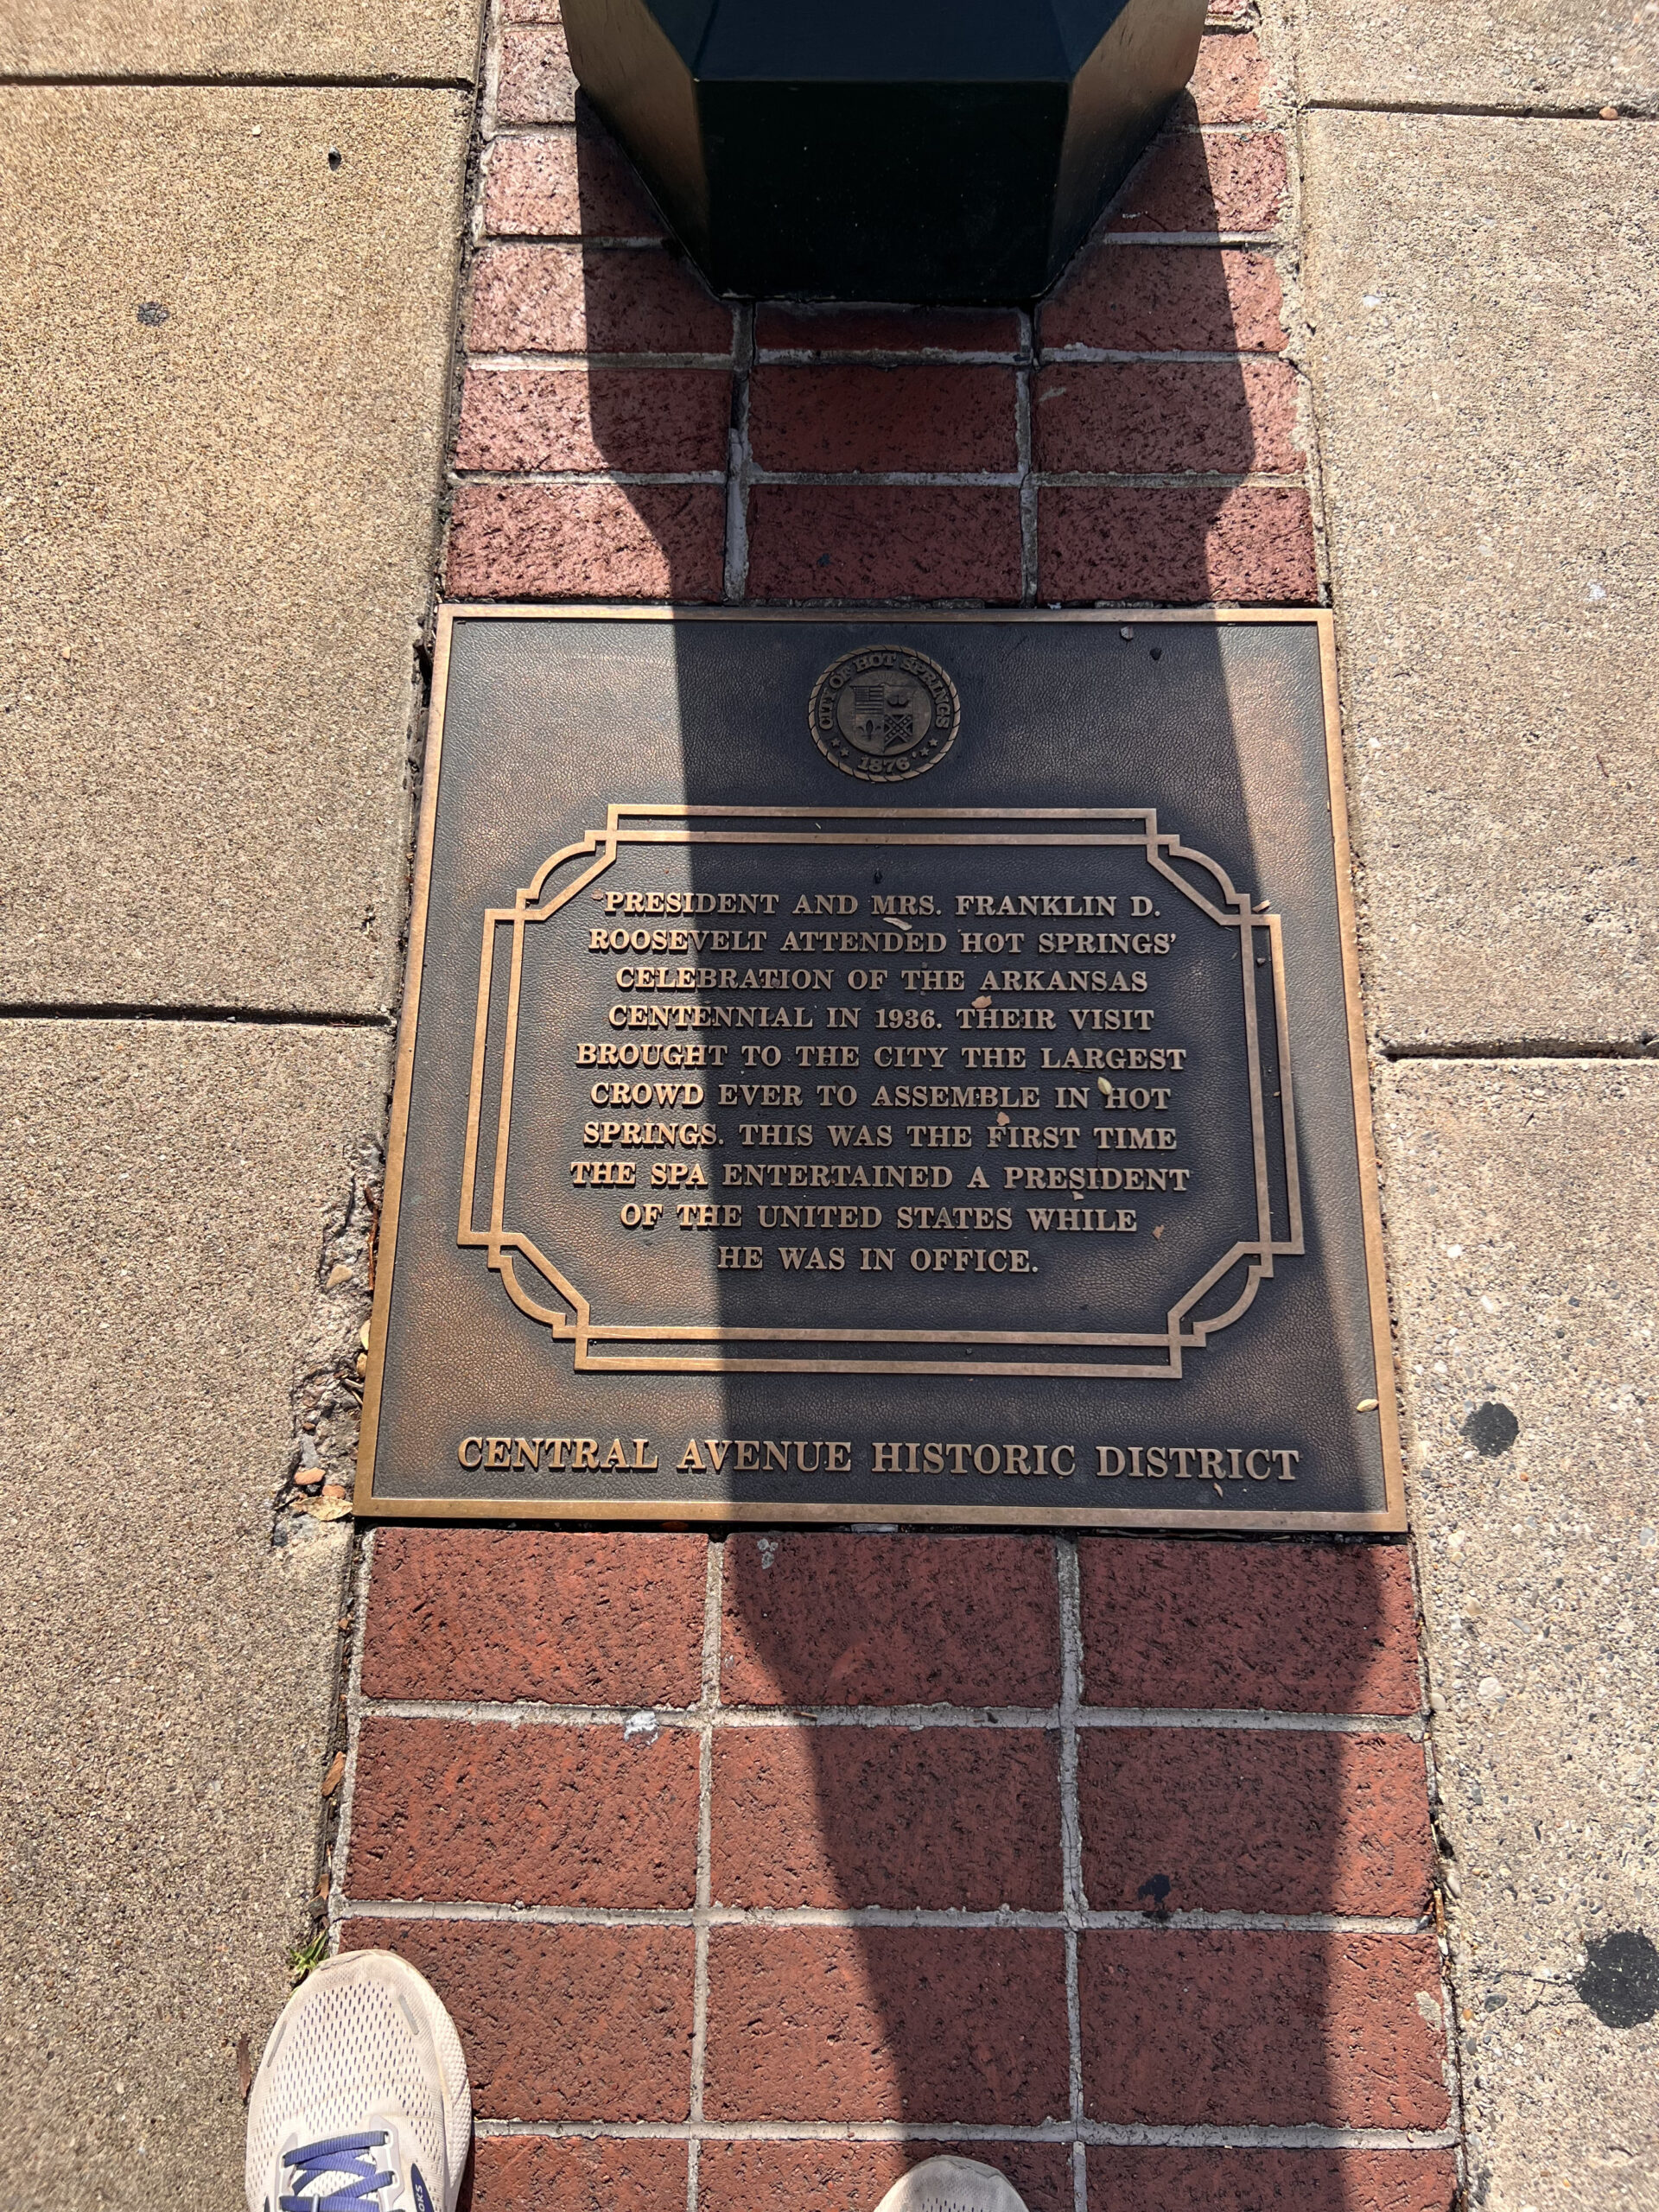 CITY OF HOT SPRINGS
1876
PRESIDENT AND MRS. FRANKLIN D.
ROOSEVELT ATTENDED HOT SPRINGS'
CELEBRATION OF THE ARKANSAS
CENTENNIAL IN 1936. THEIR VISIT
BROUGHT TO THE CITY THE LARGEST
CROWD EVER TO ASSEMBLE IN HOT
SPRINGS. THIS WAS THE FIRST TIME
THE SPA ENTERTAINED A PRESIDENT
OF THE UNITED STATES WHILE
HE WAS IN OFFICE.
CENTRAL AVENUE HISTORIC DISTRICT